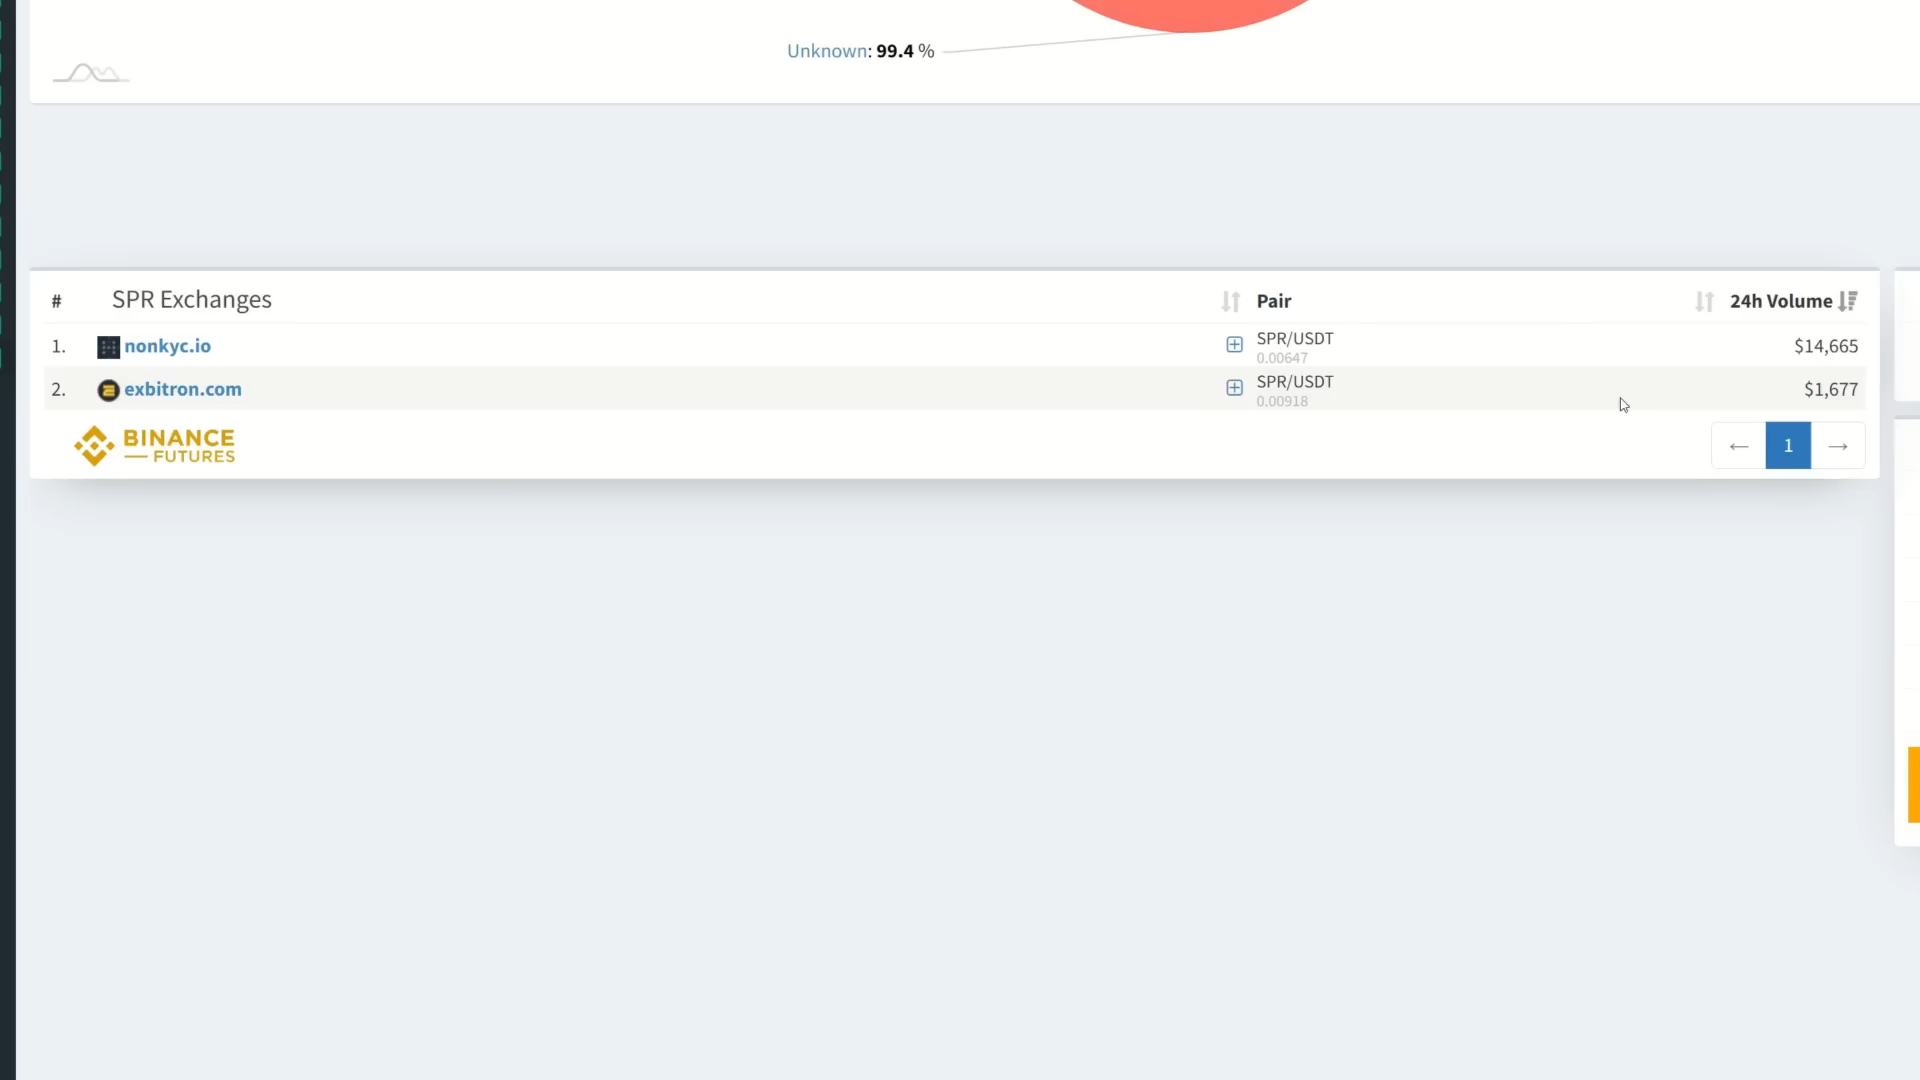 Unknown: 99.4 %
# SPR Exchanges Pair 24h Volume
1. nonkyc.io SPR/USDT $14,665
0.00647
2. exbitron.com SPR/USDT $1,677
0.00918
BINANCE
FUTURES
← 1 →